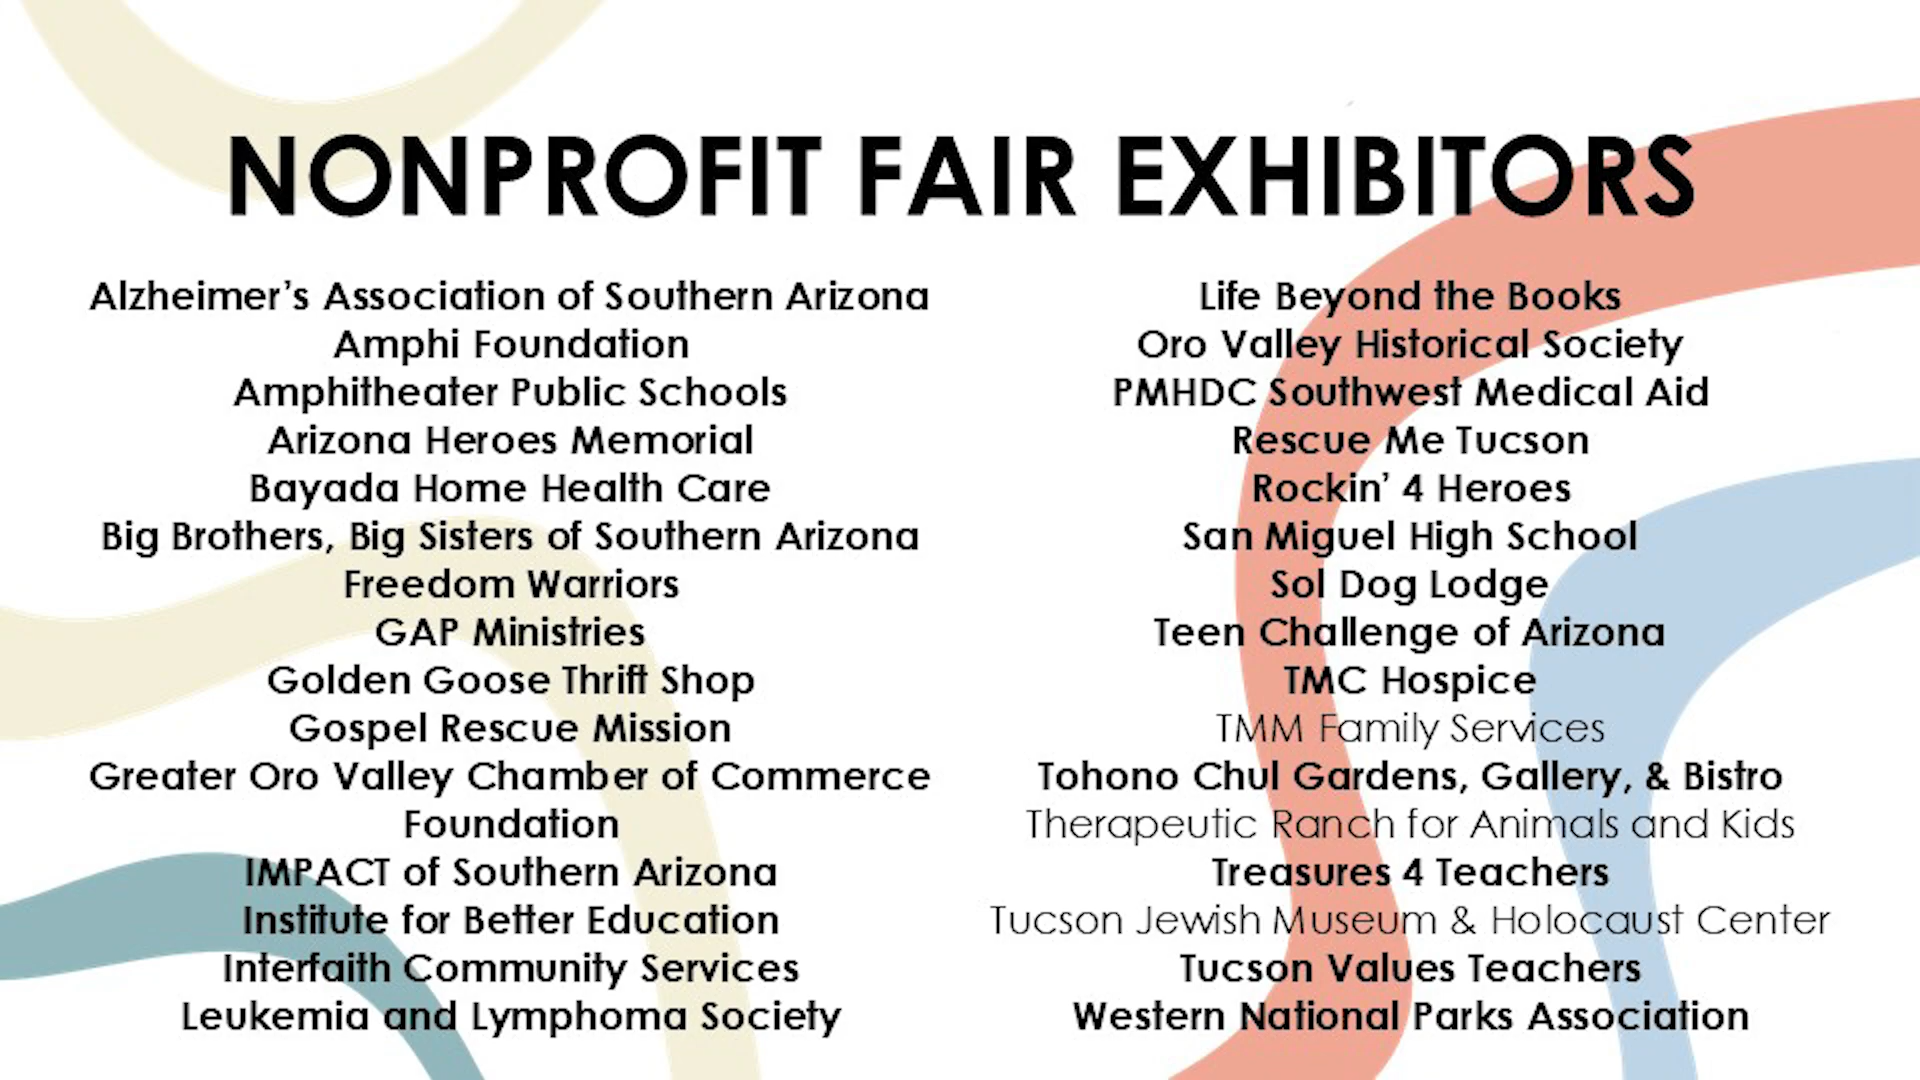 NONPROFIT FAIR EXHIBITORS
Alzheimer’s Association of Southern Arizona
Amphi Foundation
Amphitheater Public Schools
Arizona Heroes Memorial
Bayada Home Health Care
Big Brothers, Big Sisters of Southern Arizona
Freedom Warriors
GAP Ministries
Golden Goose Thrift Shop
Gospel Rescue Mission
Greater Oro Valley Chamber of Commerce
Foundation
IMPACT of Southern Arizona
Institute for Better Education
Interfaith Community Services
Leukemia and Lymphoma Society
Life Beyond the Books
Oro Valley Historical Society
PMHDC Southwest Medical Aid
Rescue Me Tucson
Rockin’ 4 Heroes
San Miguel High School
Sol Dog Lodge
Teen Challenge of Arizona
TMC Hospice
TMM Family Services
Tohono Chul Gardens, Gallery, & Bistro
Therapeutic Ranch for Animals and Kids
Treasures 4 Teachers
Tucson Jewish Museum & Holocaust Center
Tucson Values Teachers
Western National Parks Association